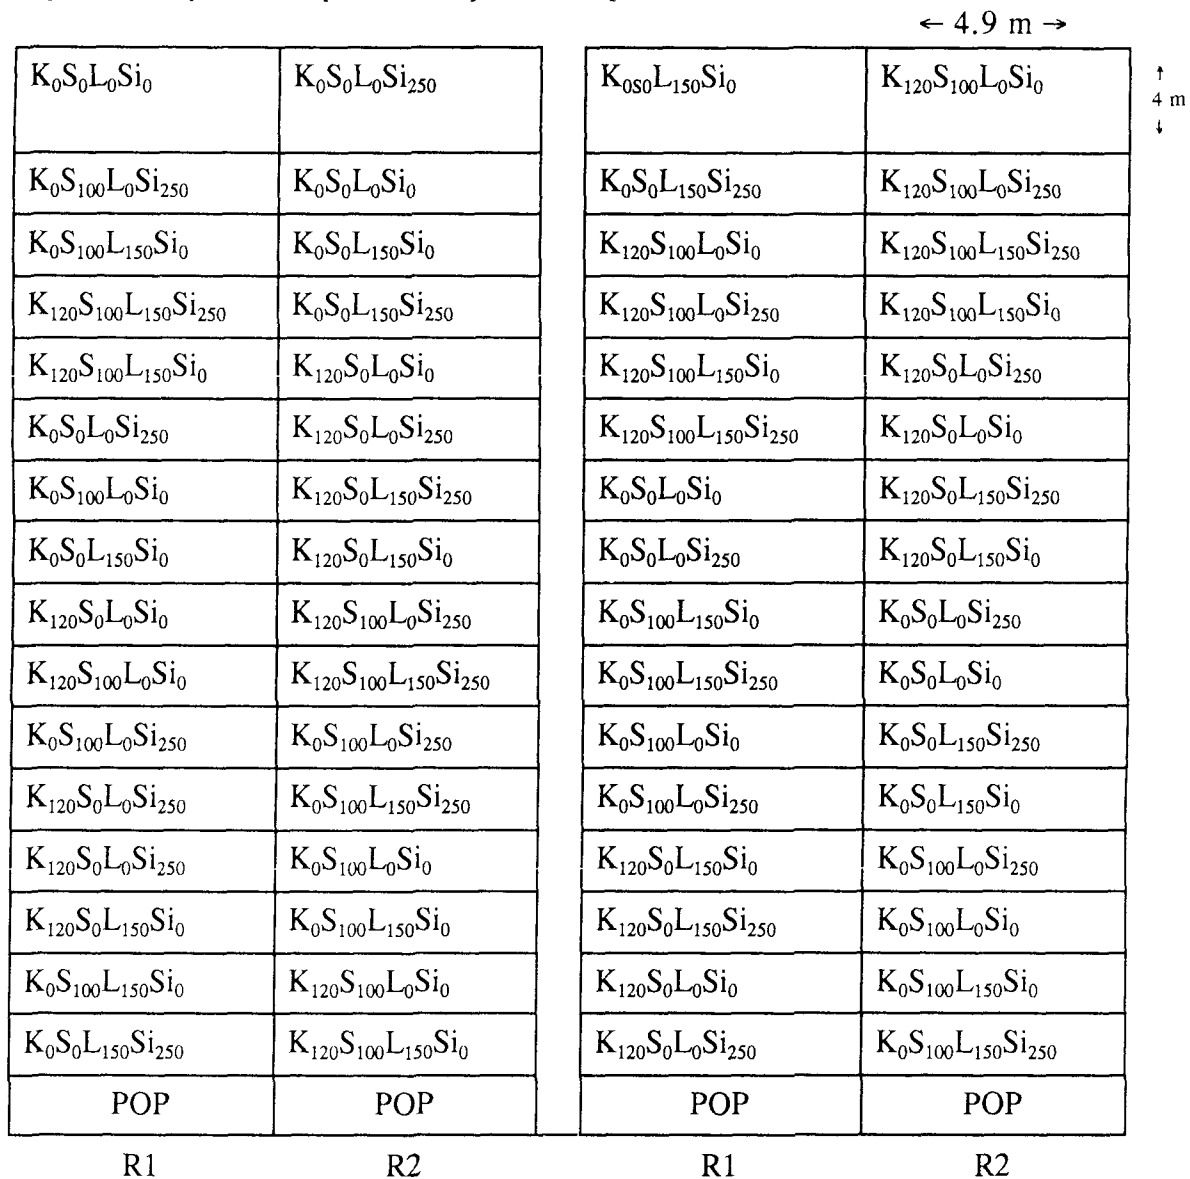 ← 4.9 m →
K₀S₀L₀Si₀ K₀S₀L₀Si₂₅₀ K₀S₀L₁₅₀Si₀ K₁₂₀S₁₀₀L₀Si₀
↑
4 m
↓
K₀S₁₀₀L₀Si₂₅₀ K₀S₀L₀Si₀ K₀S₀L₁₅₀Si₂₅₀ K₁₂₀S₁₀₀L₀Si₂₅₀
K₀S₁₀₀L₁₅₀Si₀ K₀S₀L₁₅₀Si₀ K₁₂₀S₁₀₀L₀Si₀ K₁₂₀S₁₀₀L₁₅₀Si₂₅₀
K₁₂₀S₁₀₀L₁₅₀Si₂₅₀ K₀S₀L₁₅₀Si₂₅₀ K₁₂₀S₁₀₀L₀Si₂₅₀ K₁₂₀S₁₀₀L₁₅₀Si₀
K₁₂₀S₁₀₀L₁₅₀Si₀ K₁₂₀S₀L₀Si₀ K₁₂₀S₁₀₀L₁₅₀Si₀ K₁₂₀S₀L₀Si₂₅₀
K₀S₀L₀Si₂₅₀ K₁₂₀S₀L₀Si₂₅₀ K₁₂₀S₁₀₀L₁₅₀Si₂₅₀ K₁₂₀S₀L₀Si₀
K₀S₁₀₀L₀Si₀ K₁₂₀S₀L₁₅₀Si₂₅₀ K₀S₀L₀Si₀ K₁₂₀S₀L₁₅₀Si₂₅₀
K₀S₀L₁₅₀Si₀ K₁₂₀S₀L₁₅₀Si₀ K₀S₀L₀Si₂₅₀ K₁₂₀S₀L₁₅₀Si₀
K₁₂₀S₀L₀Si₀ K₁₂₀S₁₀₀L₀Si₂₅₀ K₀S₁₀₀L₁₅₀Si₀ K₀S₀L₀Si₂₅₀
K₁₂₀S₁₀₀L₀Si₀ K₁₂₀S₁₀₀L₁₅₀Si₂₅₀ K₀S₁₀₀L₁₅₀Si₂₅₀ K₀S₀L₀Si₀
K₀S₁₀₀L₀Si₂₅₀ K₀S₁₀₀L₀Si₂₅₀ K₀S₁₀₀L₀Si₀ K₀S₀L₁₅₀Si₂₅₀
K₁₂₀S₀L₀Si₂₅₀ K₀S₁₀₀L₁₅₀Si₂₅₀ K₀S₁₀₀L₀Si₂₅₀ K₀S₀L₁₅₀Si₀
K₁₂₀S₀L₀Si₂₅₀ K₀S₁₀₀L₀Si₀ K₁₂₀S₀L₁₅₀Si₀ K₀S₁₀₀L₀Si₂₅₀
K₁₂₀S₀L₁₅₀Si₀ K₀S₁₀₀L₁₅₀Si₀ K₁₂₀S₀L₁₅₀Si₂₅₀ K₀S₁₀₀L₀Si₀
K₀S₁₀₀L₁₅₀Si₀ K₁₂₀S₁₀₀L₀Si₀ K₁₂₀S₀L₀Si₀ K₀S₁₀₀L₁₅₀Si₀
K₀S₀L₁₅₀Si₂₅₀ K₁₂₀S₁₀₀L₁₅₀Si₀ K₁₂₀S₀L₀Si₂₅₀ K₀S₁₀₀L₁₅₀Si₂₅₀
POP POP POP POP
R1 R2 R1 R2